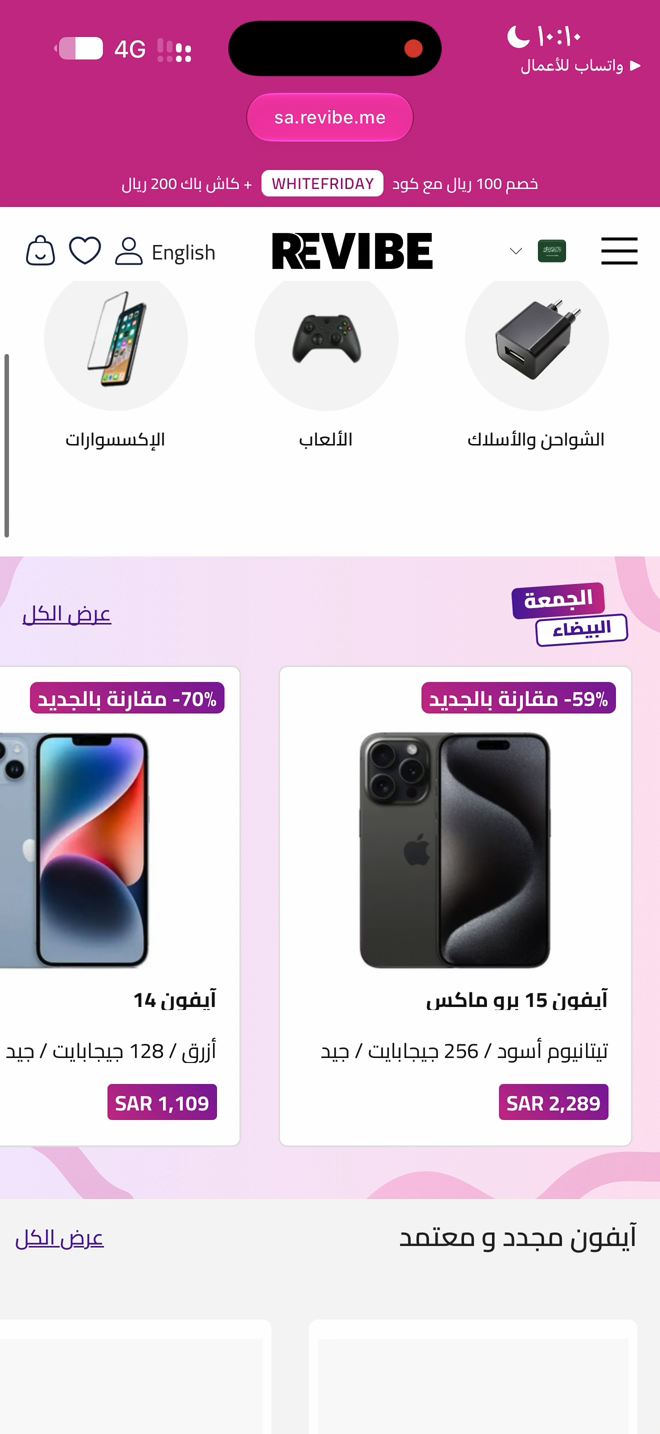 ١٠:١٠
4G
◀ واتساب للأعمال
sa.revibe.me
خصم 100 ريال مع كود WHITEFRIDAY + كاش باك 200 ريال
REVIBE
English
الشواحن والأسلاك
الألعاب
الإكسسوارات
الجمعة
البيضاء
عرض الكل
-59% مقارنة بالجديد
آيفون 15 برو ماكس
تيتانيوم أسود / 256 جيجابايت / جيد
SAR 2,289
-70% مقارنة بالجديد
آيفون 14
أزرق / 128 جيجابايت / جيد
SAR 1,109
آيفون مجدد و معتمد
عرض الكل